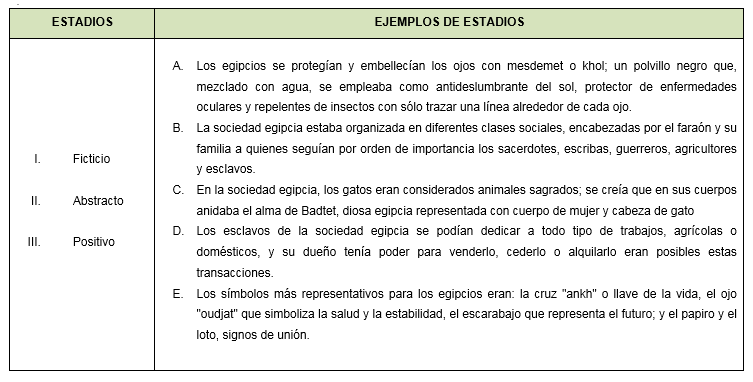 ESTADIOS
EJEMPLOS DE ESTADIOS
I. Ficticio
II. Abstracto
III. Positivo
A. Los egipcios se protegían y embellecían los ojos con mesdemet o khol; un polvillo negro que,
mezclado con agua, se empleaba como antideslumbrante del sol, protector de enfermedades
oculares y repelentes de insectos con sólo trazar una línea alrededor de cada ojo.
B. La sociedad egipcia estaba organizada en diferentes clases sociales, encabezadas por el faraón y su
familia a quienes seguían por orden de importancia los sacerdotes, escribas, guerreros, agricultores
y esclavos.
C. En la sociedad egipcia, los gatos eran considerados animales sagrados; se creía que en sus cuerpos
anidaba el alma de Badtet, diosa egipcia representada con cuerpo de mujer y cabeza de gato
D. Los esclavos de la sociedad egipcia se podían dedicar a todo tipo de trabajos, agrícolas o
domésticos, y su dueño tenía poder para venderlo, cederlo o alquilarlo eran posibles estas
transacciones.
E. Los símbolos más representativos para los egipcios eran: la cruz "ankh" o llave de la vida, el ojo
"oudjat" que simboliza la salud y la estabilidad, el escarabajo que representa el futuro; y el papiro y el
loto, signos de unión.